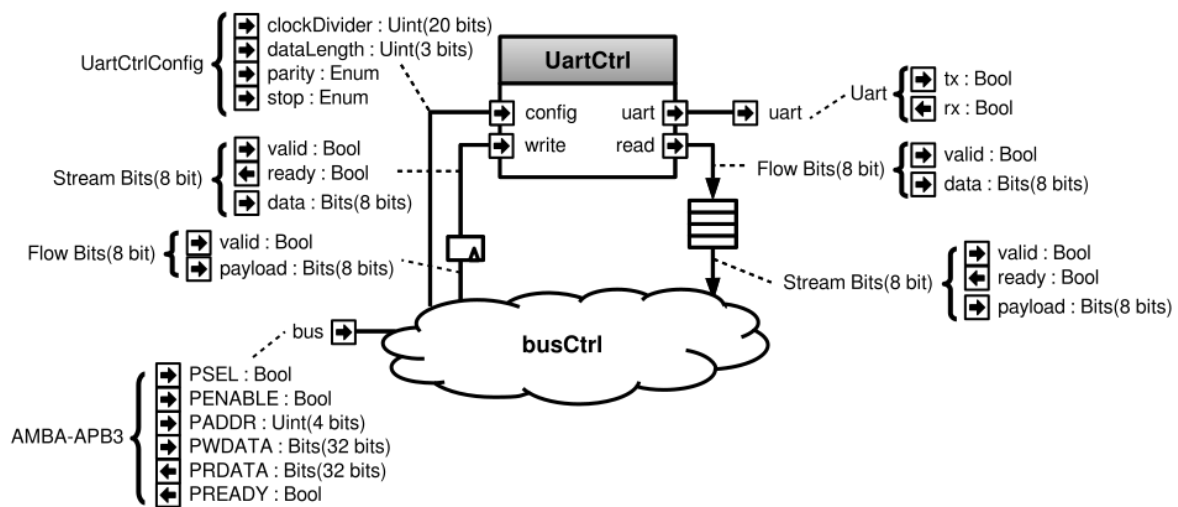 clockDivider : Uint(20 bits)
dataLength : Uint(3 bits)
UartCtrlConfig
parity : Enum
stop : Enum
UartCtrl
config
uart
write
read
uart
Uart
tx : Bool
rx : Bool
valid : Bool
Stream Bits(8 bit)
ready : Bool
data : Bits(8 bits)
Flow Bits(8 bit)
valid : Bool
data : Bits(8 bits)
Flow Bits(8 bit)
valid : Bool
payload : Bits(8 bits)
valid : Bool
Stream Bits(8 bit)
ready : Bool
payload : Bits(8 bits)
bus
busCtrl
PSEL : Bool
PENABLE : Bool
PADDR : Uint(4 bits)
AMBA-APB3
PWDATA : Bits(32 bits)
PRDATA : Bits(32 bits)
PREADY : Bool